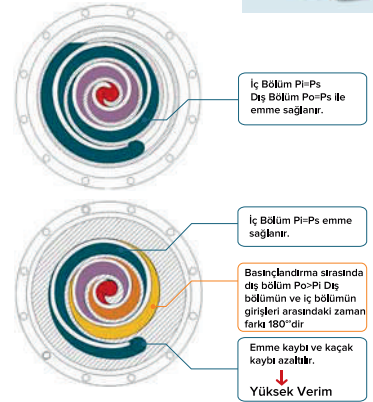 İç Bölüm Pi=Ps
Dış Bölüm Po=Ps ile
emme sağlanır.
İç Bölüm Pi=Ps emme
sağlanır.
Basınçlandırma sırasında
dış bölüm Po>Pi Dış
bölümün ve iç bölümün
girişleri arasındaki zaman
farkı 180°'dir
Emme kaybı ve kaçak
kaybı azaltılır.
Yüksek Verim